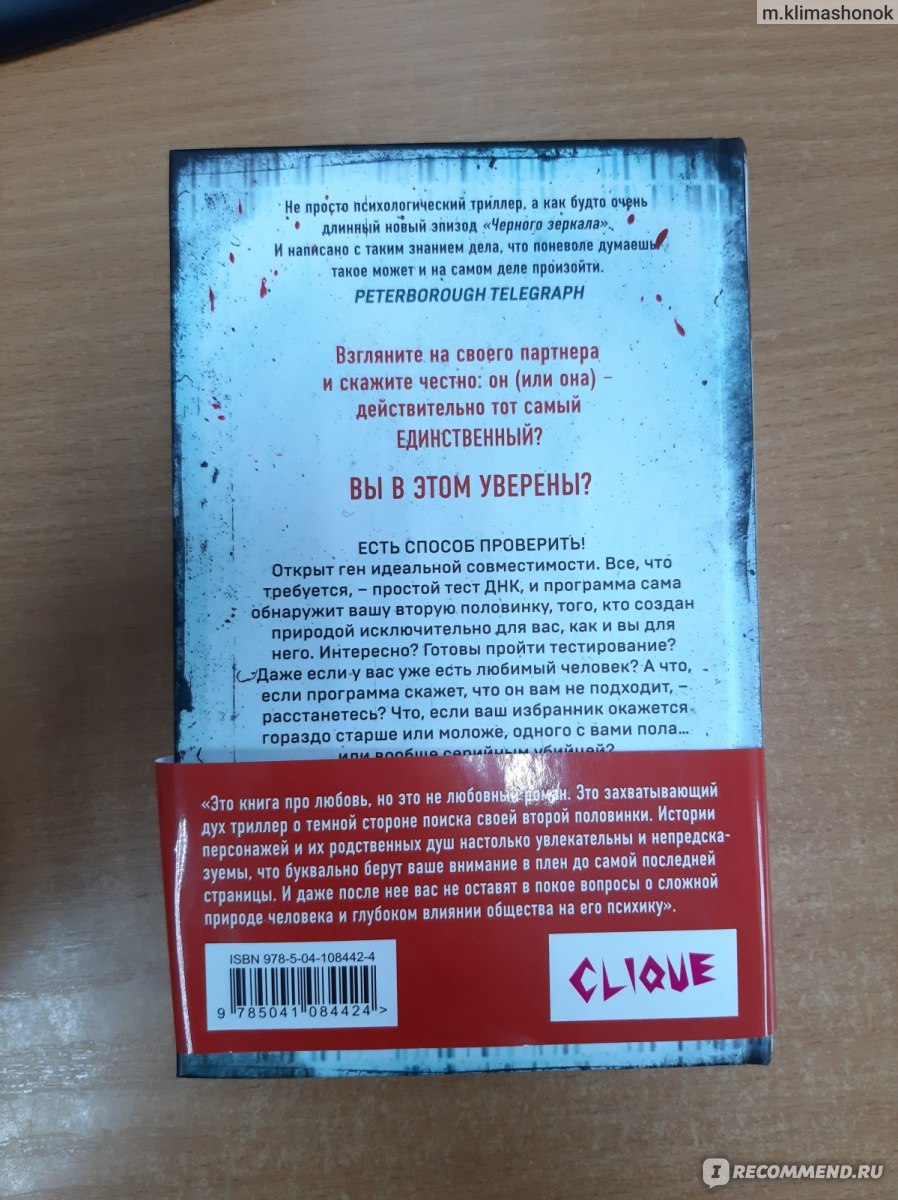 m.klimashonok
Не просто психологический триллер, а как будто очень
длинный новый эпизод «Черного зеркала».
И написано с таким знанием дела, что поневоле думаешь,
такое может и на самом деле произойти.
PETERBOROUGH TELEGRAPH
Взгляните на своего партнера
и скажите честно: он (или она) –
действительно тот самый
ЕДИНСТВЕННЫЙ?
ВЫ В ЭТОМ УВЕРЕНЫ?
ЕСТЬ СПОСОБ ПРОВЕРИТЬ!
Открыт ген идеальной совместимости. Все, что
требуется, – простой тест ДНК, и программа сама
обнаружит вашу вторую половинку, того, кто создан
природой исключительно для вас, как и вы для
него. Интересно? Готовы пройти тестирование?
Даже если у вас уже есть любимый человек? А что,
если программа скажет, что он вам не подходит, –
расстанетесь? Что, если ваш избранник окажется
гораздо старше или моложе, одного с вами пола...
или вообще серийным убийцей?
«Это книга про любовь, но это не любовный роман. Это захватывающий
дух триллер о темной стороне поиска своей второй половинки. Истории
персонажей и их родственных душ настолько увлекательны и непредска-
зуемы, что буквально берут ваше внимание в плен до самой последней
страницы. И даже после нее вас не оставят в покое вопросы о сложной
природе человека и глубоком влиянии общества на его психику».
ISBN 978-5-04-108442-4
9 785041 084424 >
CLIQUE
IRECOMMEND.RU